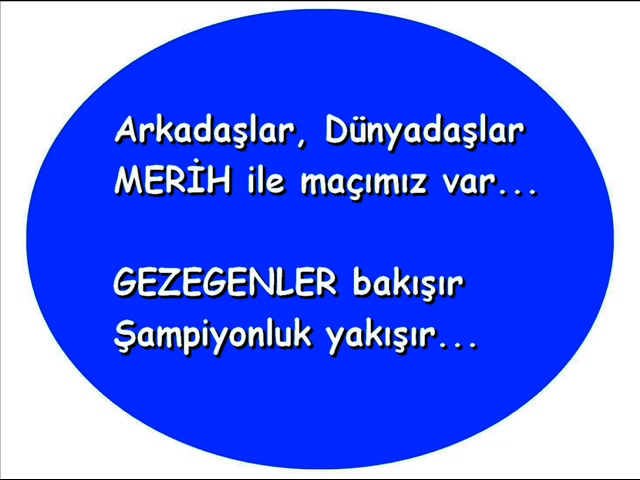 Arkadaşlar, Dünyadaşlar
MERİH ile maçımız var...
GEZEGENLER bakışır
Şampiyonluk yakışır...